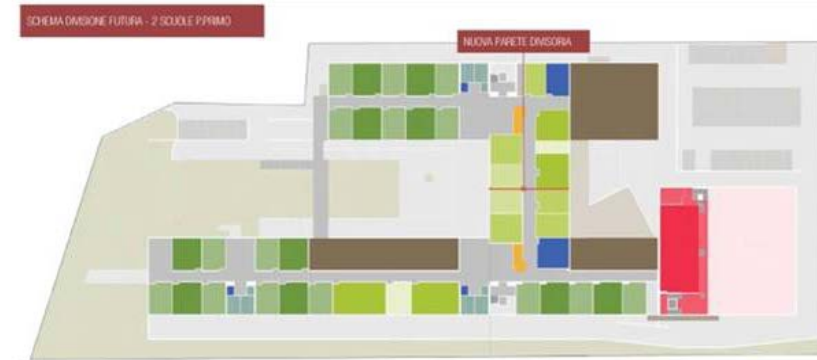 SCHEMA DIVISIONE FUTURA - 2 SCUOLE P.PRIMO
NUOVA PARETE DIVISORIA